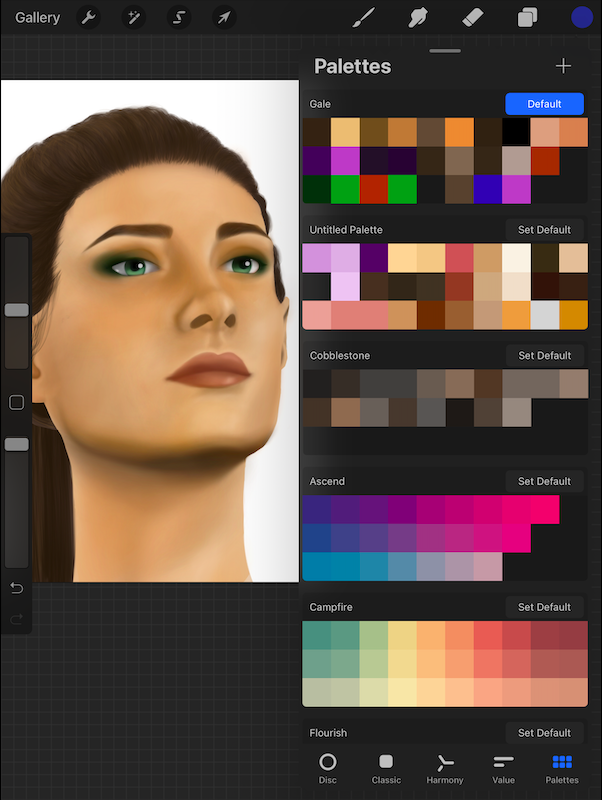 Gallery
Palettes
Gale Default
Untitled Palette Set Default
Cobblestone Set Default
Ascend Set Default
Campfire Set Default
Flourish Set Default
Disc Classic Harmony Value Palettes